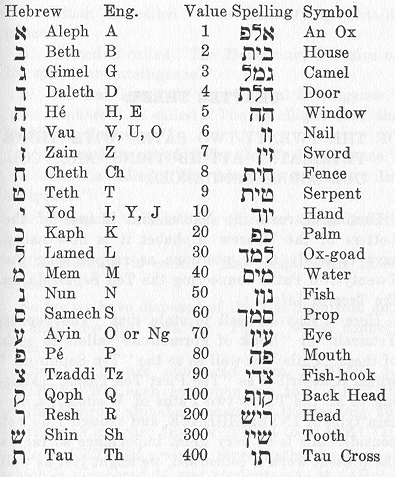 Hebrew Eng. Value Spelling Symbol
א Aleph A 1 אלפ An Ox
ב Beth B 2 בית House
ג Gimel G 3 גמל Camel
ד Daleth D 4 דלת Door
ה Hé H, E 5 הה Window
ו Vau V, U, O 6 וו Nail
ז Zain Z 7 זין Sword
ח Cheth Ch 8 חית Fence
ט Teth T 9 טית Serpent
י Yod I, Y, J 10 יוד Hand
כ Kaph K 20 כפ Palm
ל Lamed L 30 למד Ox-goad
מ Mem M 40 מים Water
נ Nun N 50 נון Fish
ס Samech S 60 סמך Prop
ע Ayin O or Ng 70 עין Eye
פ Pé P 80 פה Mouth
צ Tzaddi Tz 90 צדי Fish-hook
ק Qoph Q 100 קוף Back Head
ר Resh R 200 ריש Head
ש Shin Sh 300 שין Tooth
ת Tau Th 400 תו Tau Cross